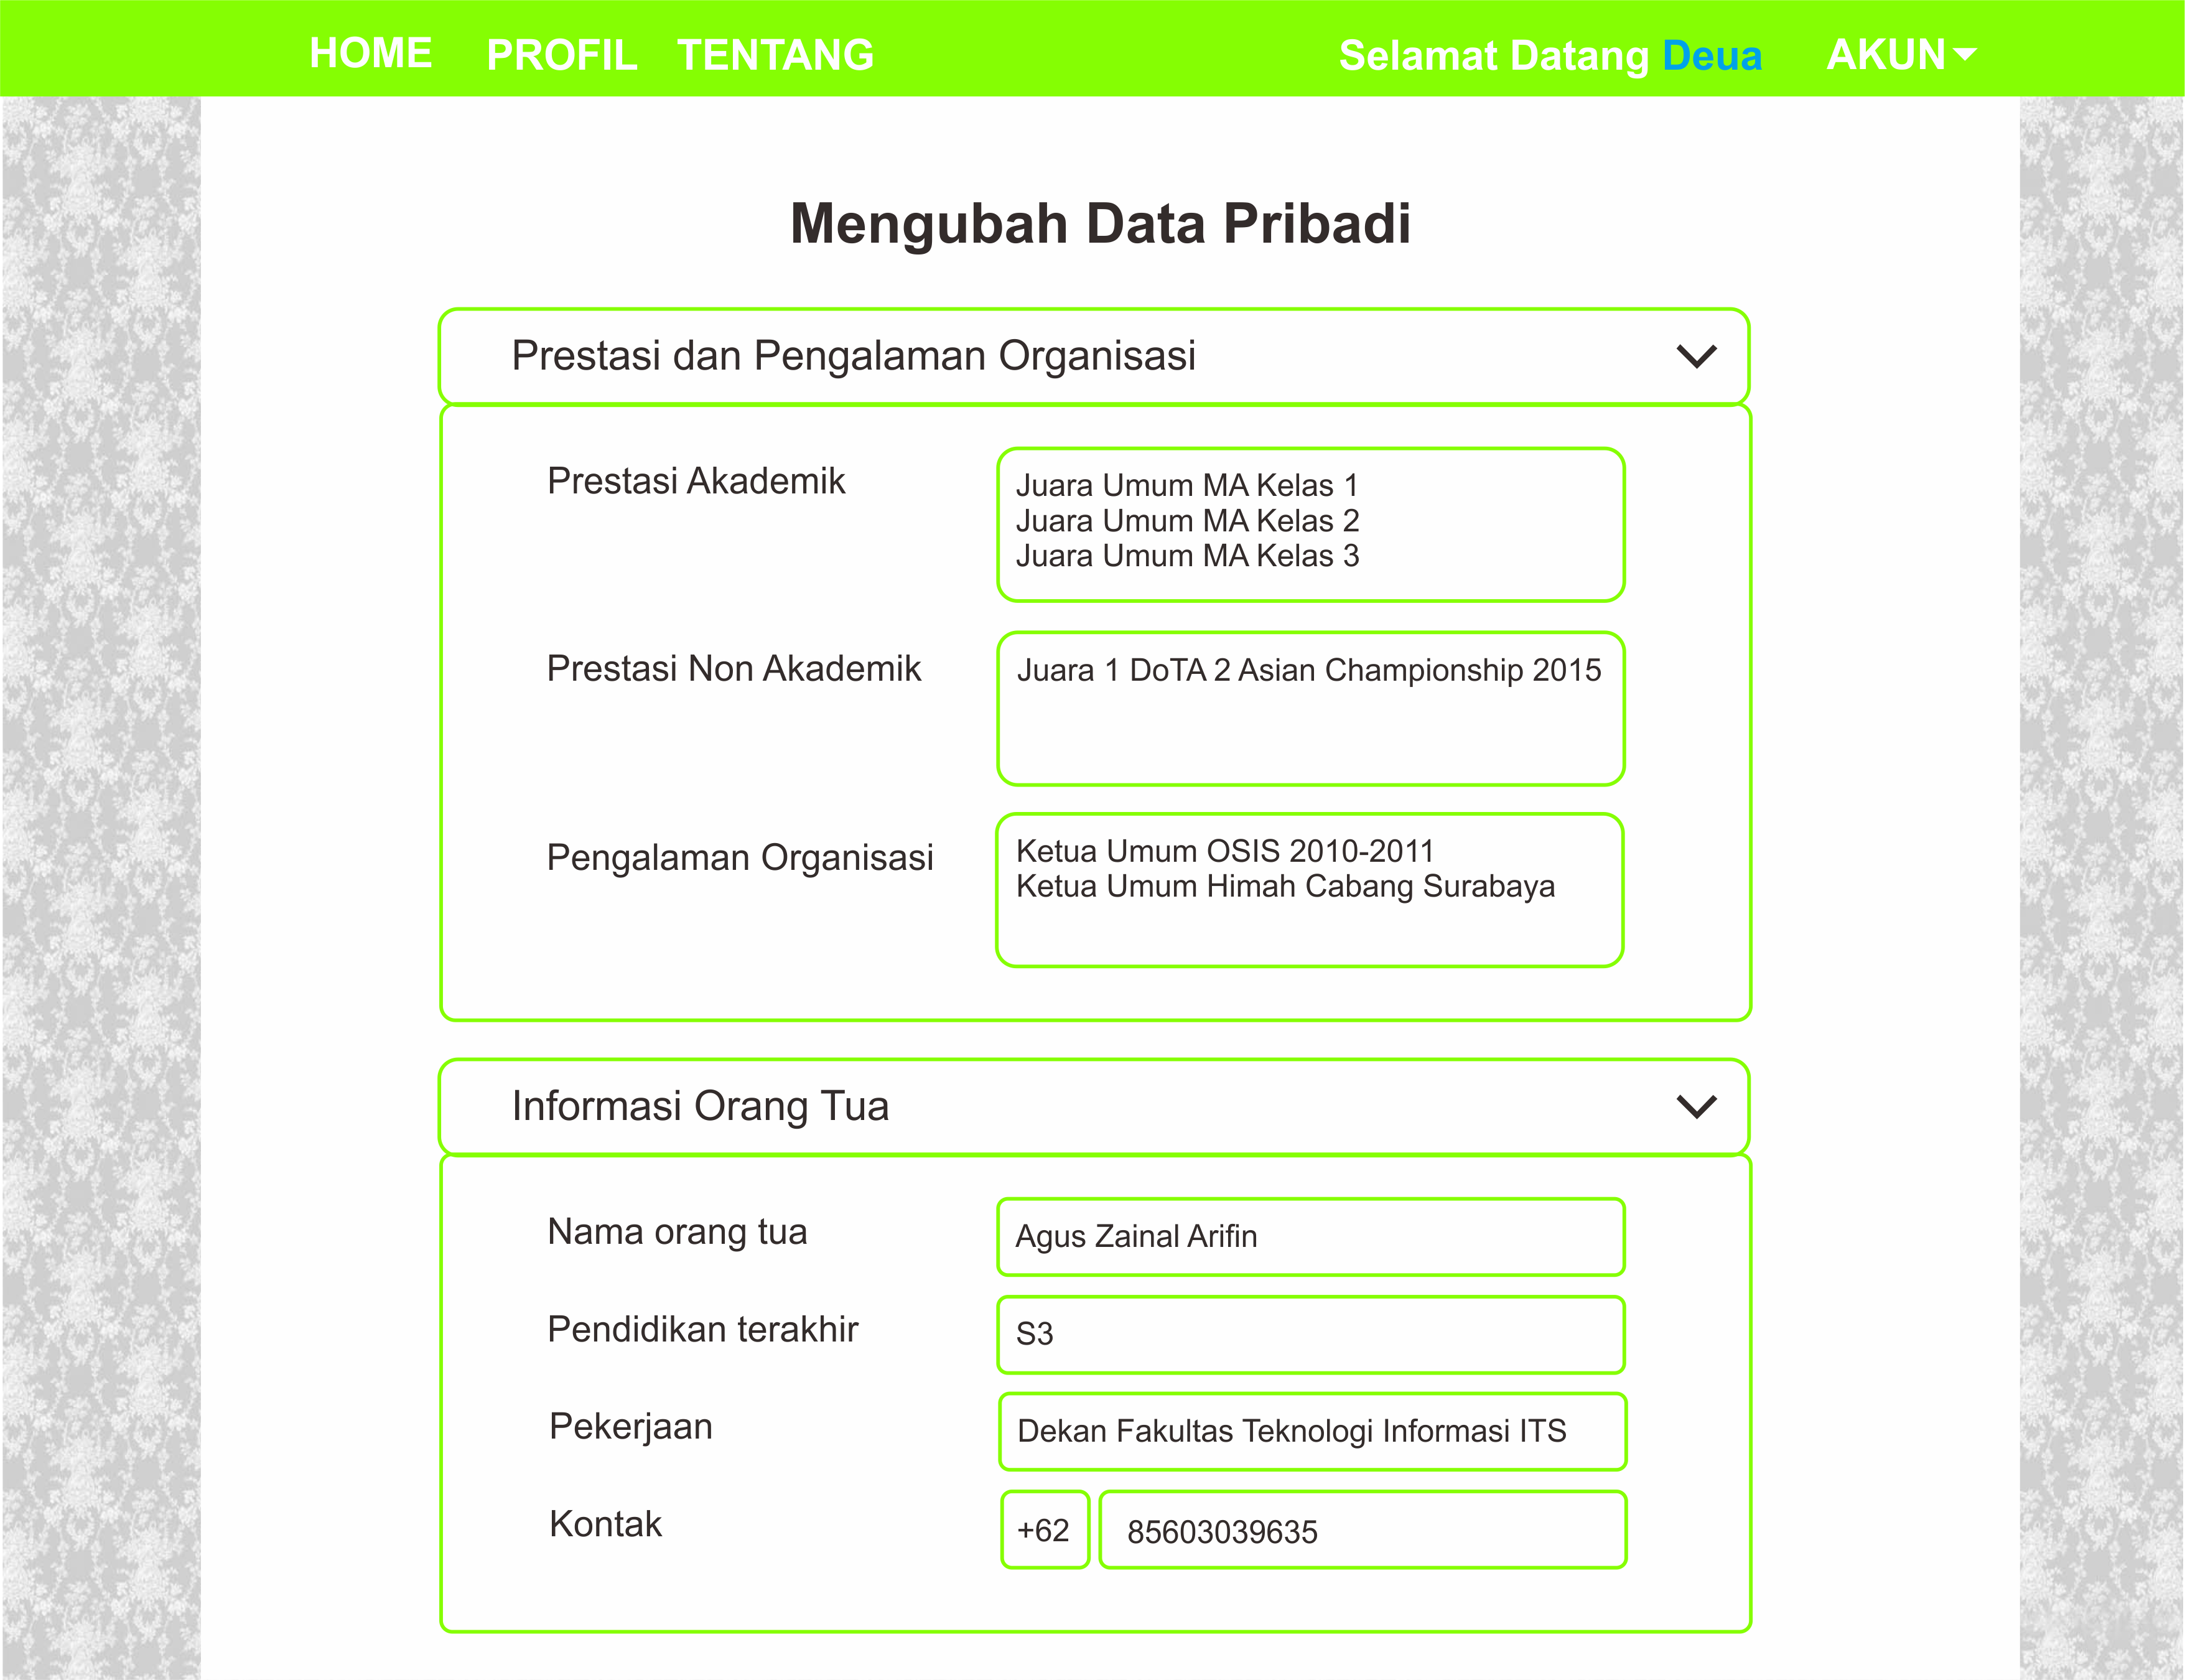 HOME PROFIL TENTANG Selamat Datang Deua AKUN
Mengubah Data Pribadi
Prestasi dan Pengalaman Organisasi
Prestasi Akademik
Juara Umum MA Kelas 1
Juara Umum MA Kelas 2
Juara Umum MA Kelas 3
Prestasi Non Akademik
Juara 1 DoTA 2 Asian Championship 2015
Pengalaman Organisasi
Ketua Umum OSIS 2010-2011
Ketua Umum Himah Cabang Surabaya
Informasi Orang Tua
Nama orang tua Agus Zainal Arifin
Pendidikan terakhir S3
Pekerjaan Dekan Fakultas Teknologi Informasi ITS
Kontak +62 85603039635